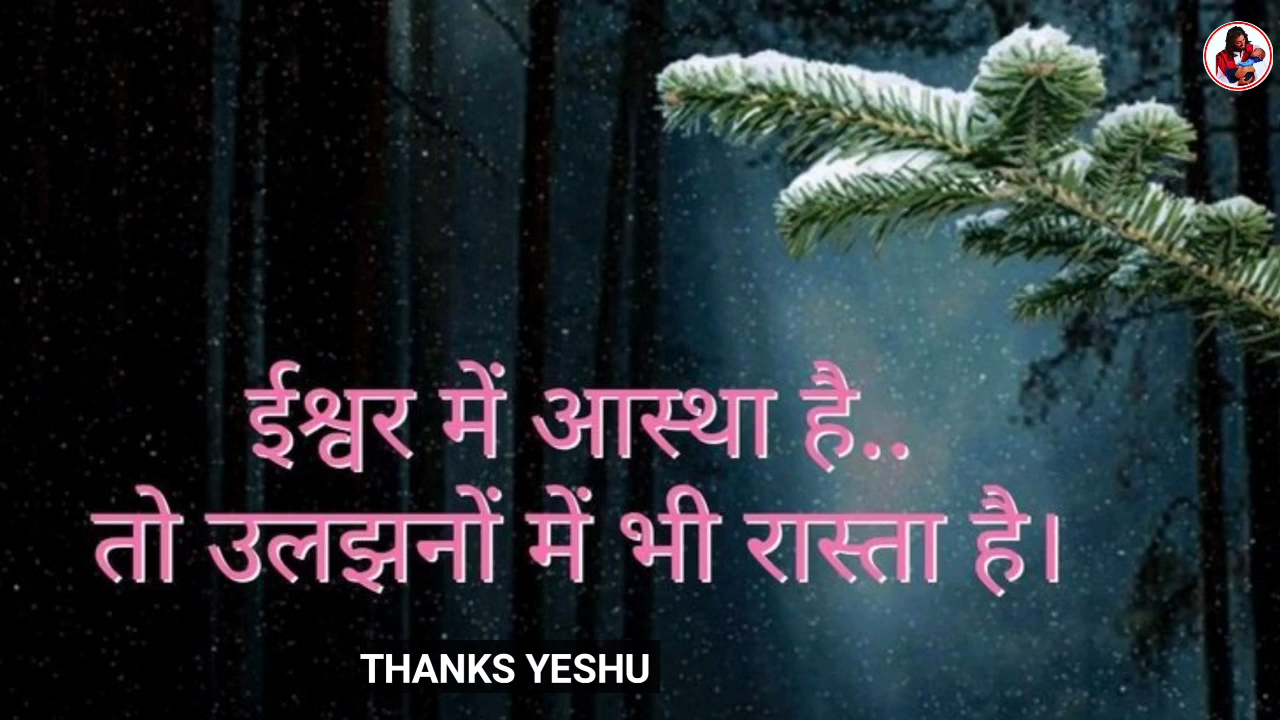 ईश्वर में आस्था है..
तो उलझनों में भी रास्ता है।
THANKS YESHU